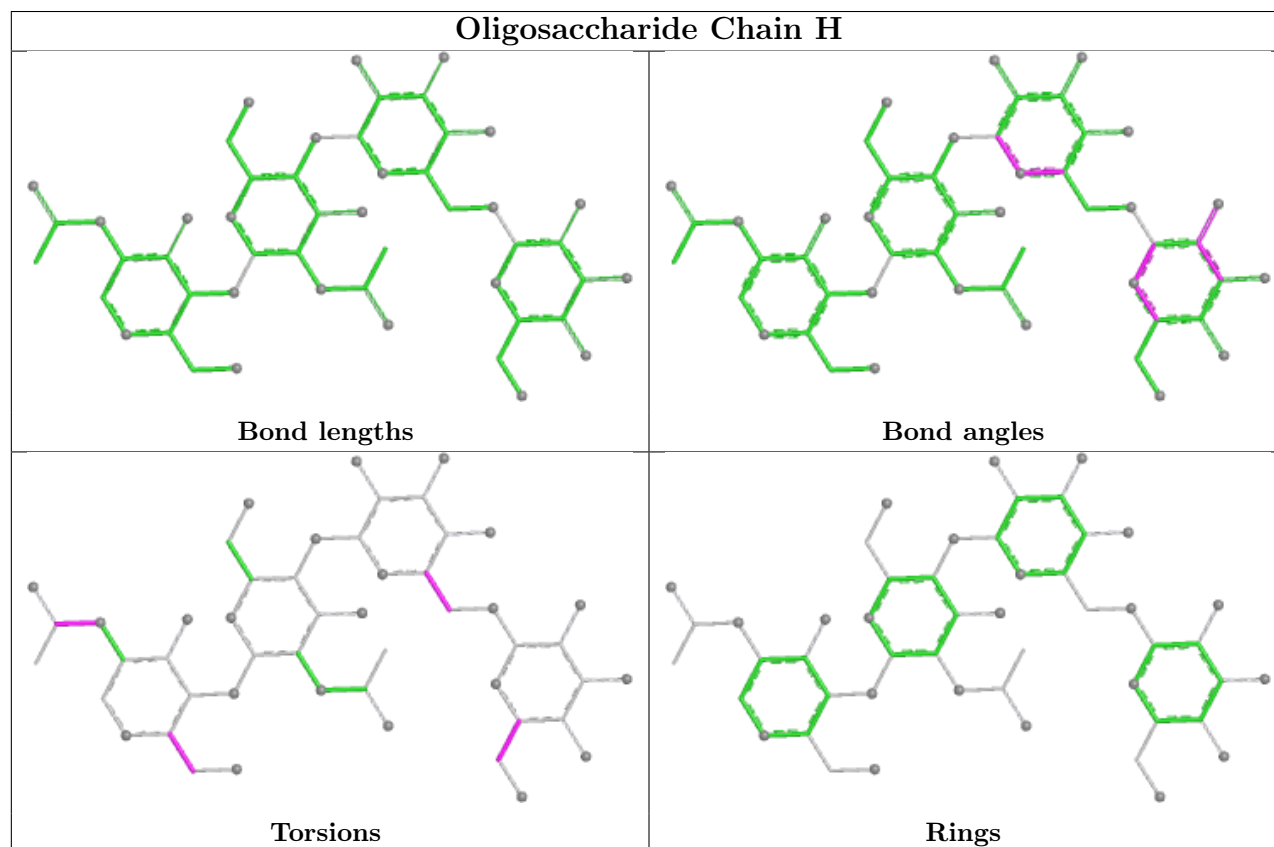 Oligosaccharide Chain H
Bond lengths
Bond angles
Torsions
Rings